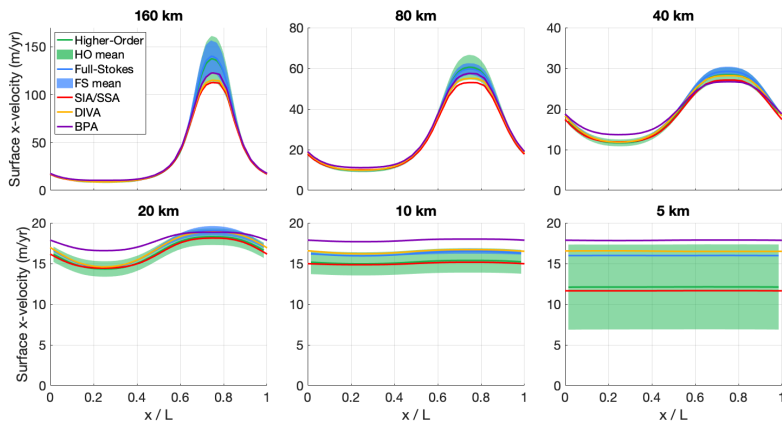 160 km
80 km
40 km
Surface x-velocity (m/yr)
150
100
50
0
Higher-Order
HO mean
Full-Stokes
FS mean
SIA/SSA
DIVA
BPA
80
60
40
20
0
40
30
20
10
0
20 km
10 km
5 km
Surface x-velocity (m/yr)
20
15
10
5
0
0 0.2 0.4 0.6 0.8 1
x / L
20
15
10
5
0
0 0.2 0.4 0.6 0.8 1
x / L
20
15
10
5
0
0 0.2 0.4 0.6 0.8 1
x / L